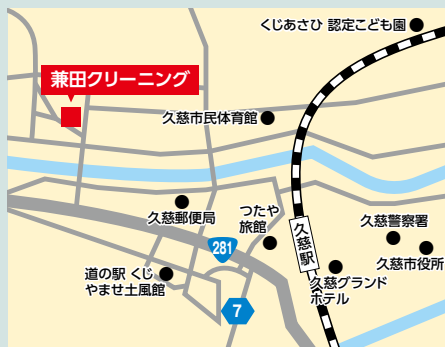 くじあさひ 認定こども園
兼田クリーニング
久慈市民体育館
久慈郵便局
つたや
旅館
久慈駅
久慈警察署
久慈市役所
281
道の駅 くじ
やませ土風館
久慈グランド
ホテル
7